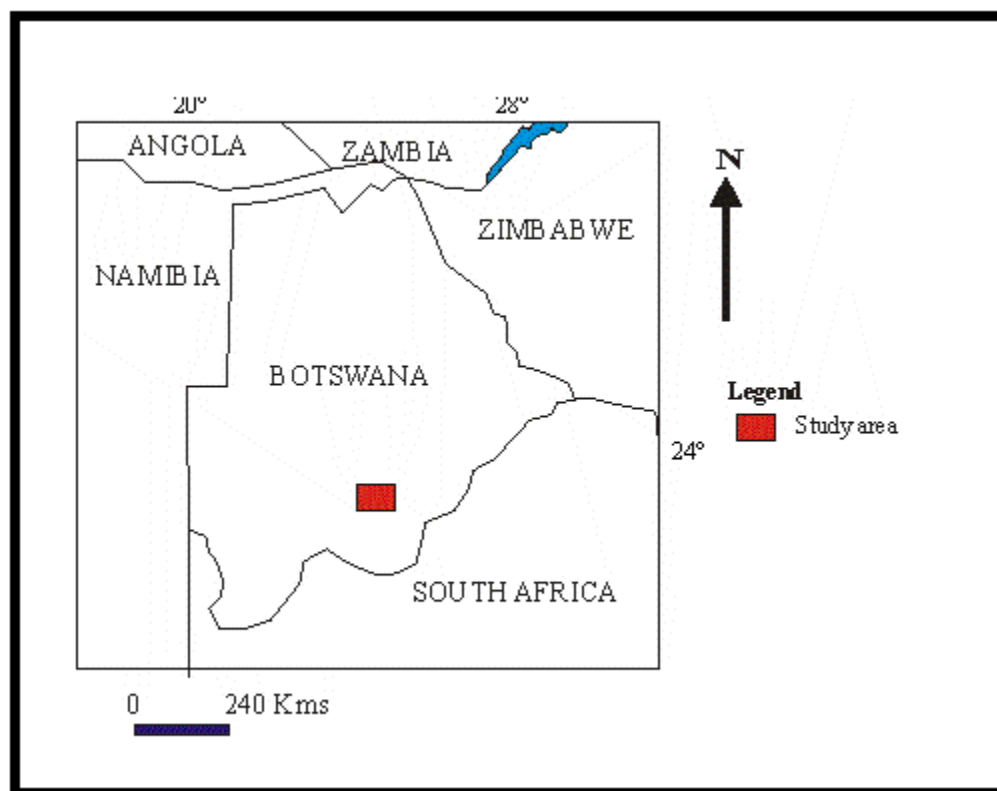 20° 28°
ANGOLA
ZAMBIA
N
ZIMBABWE
NAMIBIA
BOTSWANA
Legend
Study area
24°
SOUTH AFRICA
0 240 Kms